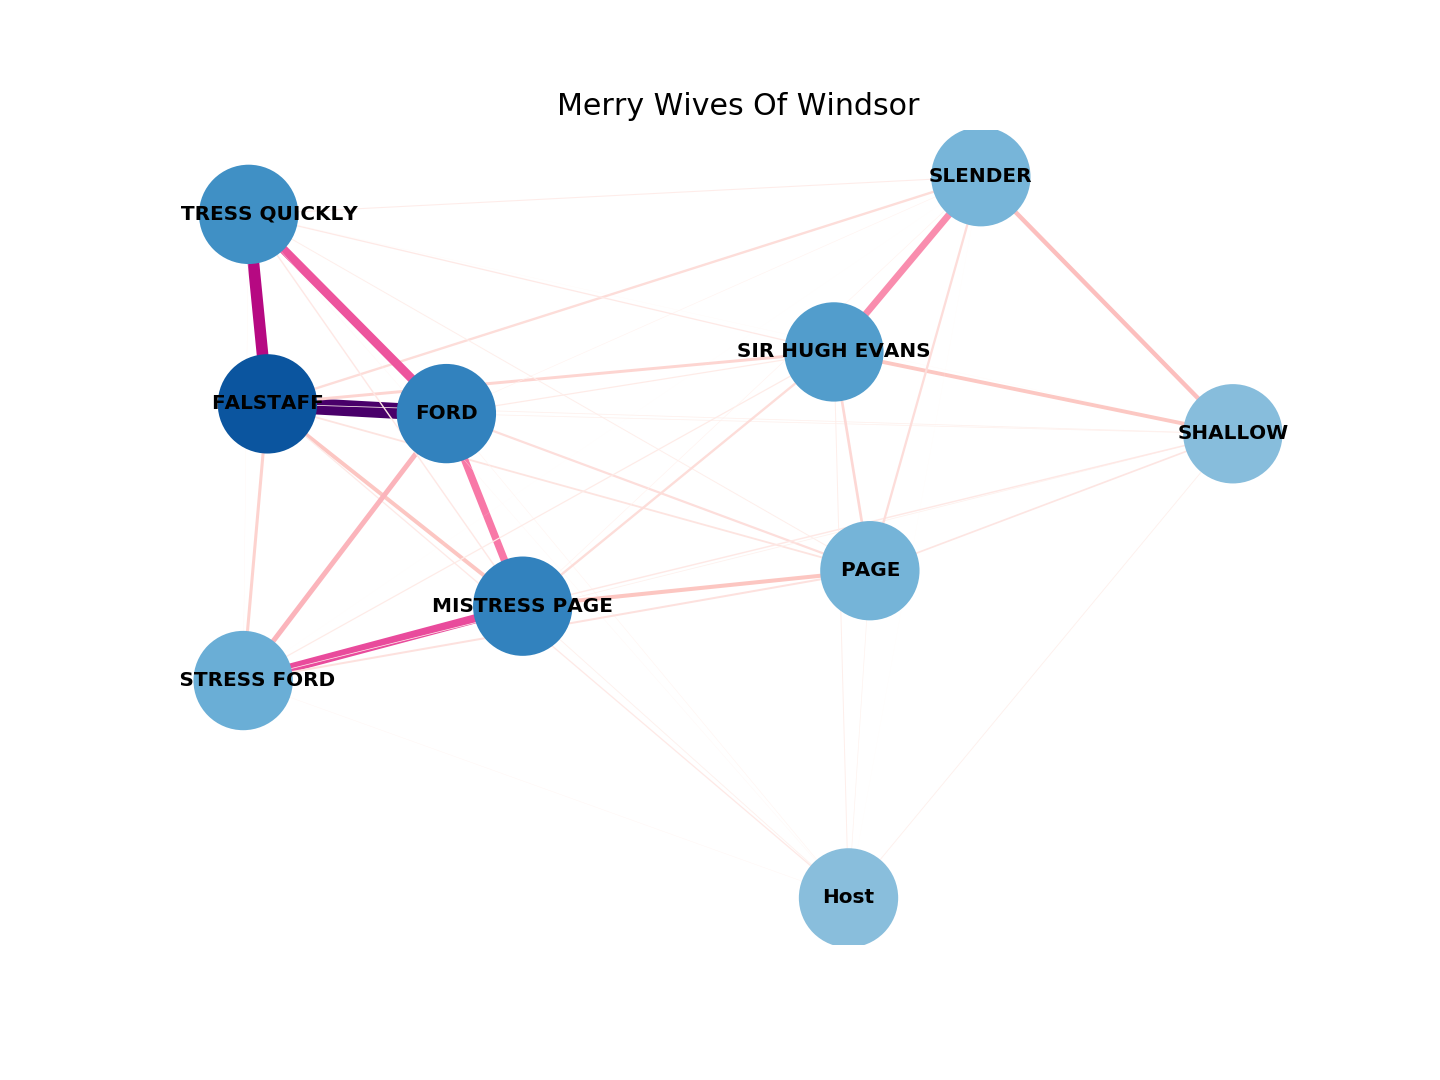 Merry Wives Of Windsor
SLENDER
TRESS QUICKLY
SIR HUGH EVANS
FALSTAFF
FORD
SHALLOW
PAGE
MISTRESS PAGE
STRESS FORD
Host